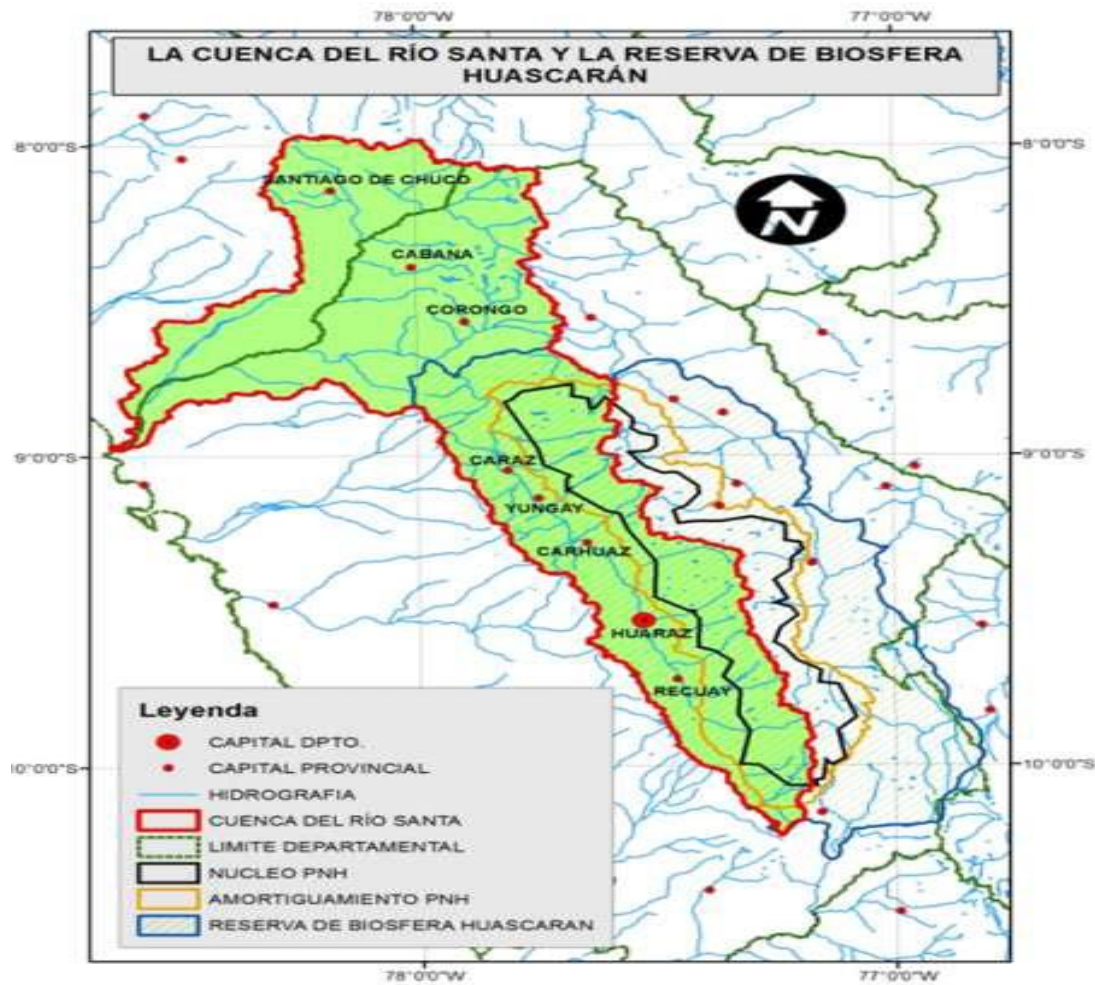 78°0'0"W 77°0'0"W
LA CUENCA DEL RÍO SANTA Y LA RESERVA DE BIOSFERA
HUASCARÁN
8°0'0"S 8°0'0"S
SANTIAGO DE CHUCO
N
CABANA
CORONGO
9°0'0"S 9°0'0"S
CARAZ
YUNGAY
CARHUAZ
HUARAZ
RECUAY
Leyenda
CAPITAL DPTO.
CAPITAL PROVINCIAL
10°0'0"S 10°0'0"S
HIDROGRAFIA
CUENCA DEL RÍO SANTA
LIMITE DEPARTAMENTAL
NUCLEO PNH
AMORTIGUAMIENTO PNH
RESERVA DE BIOSFERA HUASCARAN
78°0'0"W 77°0'0"W